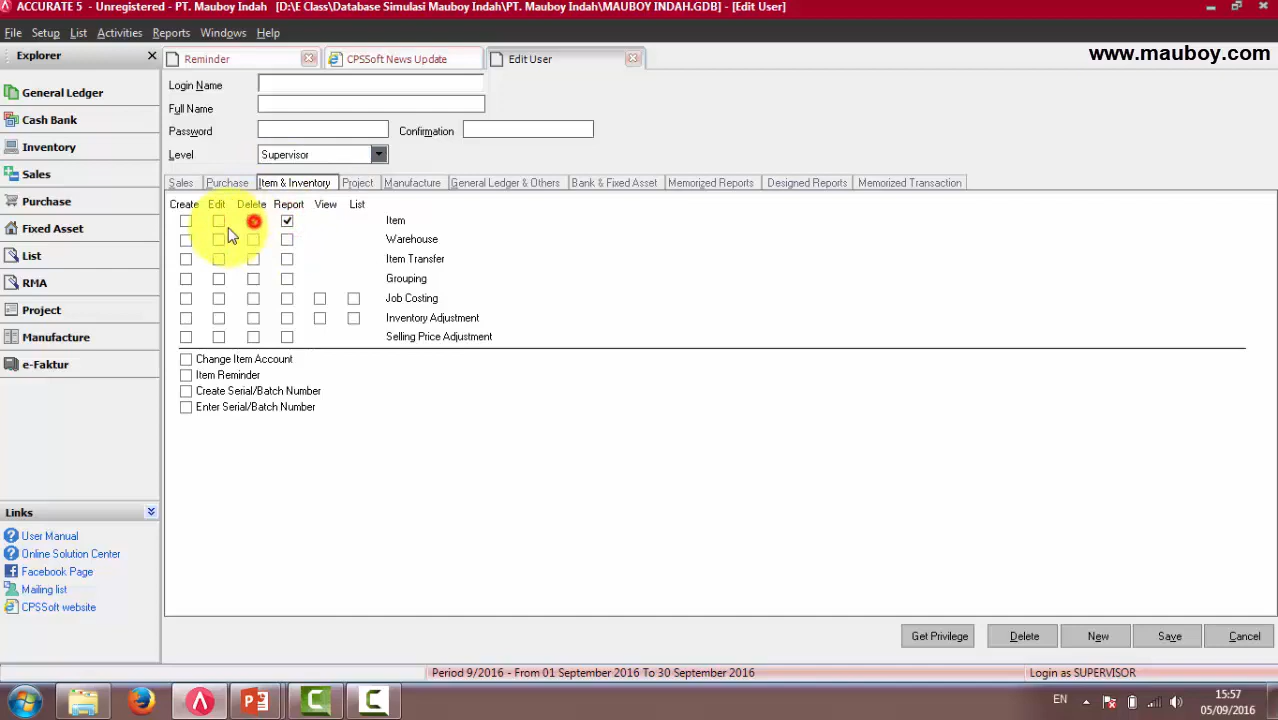 ACCURATE 5 - Unregistered - PT. Mauboy Indah [D:\E Class\Database Simulasi Mauboy Indah\PT. Mauboy Indah\MAUBOY INDAH.GDB] - [Edit User]
File Setup List Activities Reports Windows Help
www.mauboy.com
Explorer
Reminder
CPSSoft News Update
Edit User
General Ledger
Cash Bank
Inventory
Sales
Purchase
Fixed Asset
List
RMA
Project
Manufacture
e-Faktur
Links
User Manual
Online Solution Center
Facebook Page
Mailing list
CPSSoft website
Login Name
Full Name
Password
Confirmation
Level
Supervisor
Sales Purchase Item & Inventory Project Manufacture General Ledger & Others Bank & Fixed Asset Memorized Reports Designed Reports Memorized Transaction
Create Edit Delete Report View List
Item
Warehouse
Item Transfer
Grouping
Job Costing
Inventory Adjustment
Selling Price Adjustment
Change Item Account
Item Reminder
Create Serial/Batch Number
Enter Serial/Batch Number
Get Privilege Delete New Save Cancel
Period 9/2016 - From 01 September 2016 To 30 September 2016
Login as SUPERVISOR
EN
15:57
05/09/2016